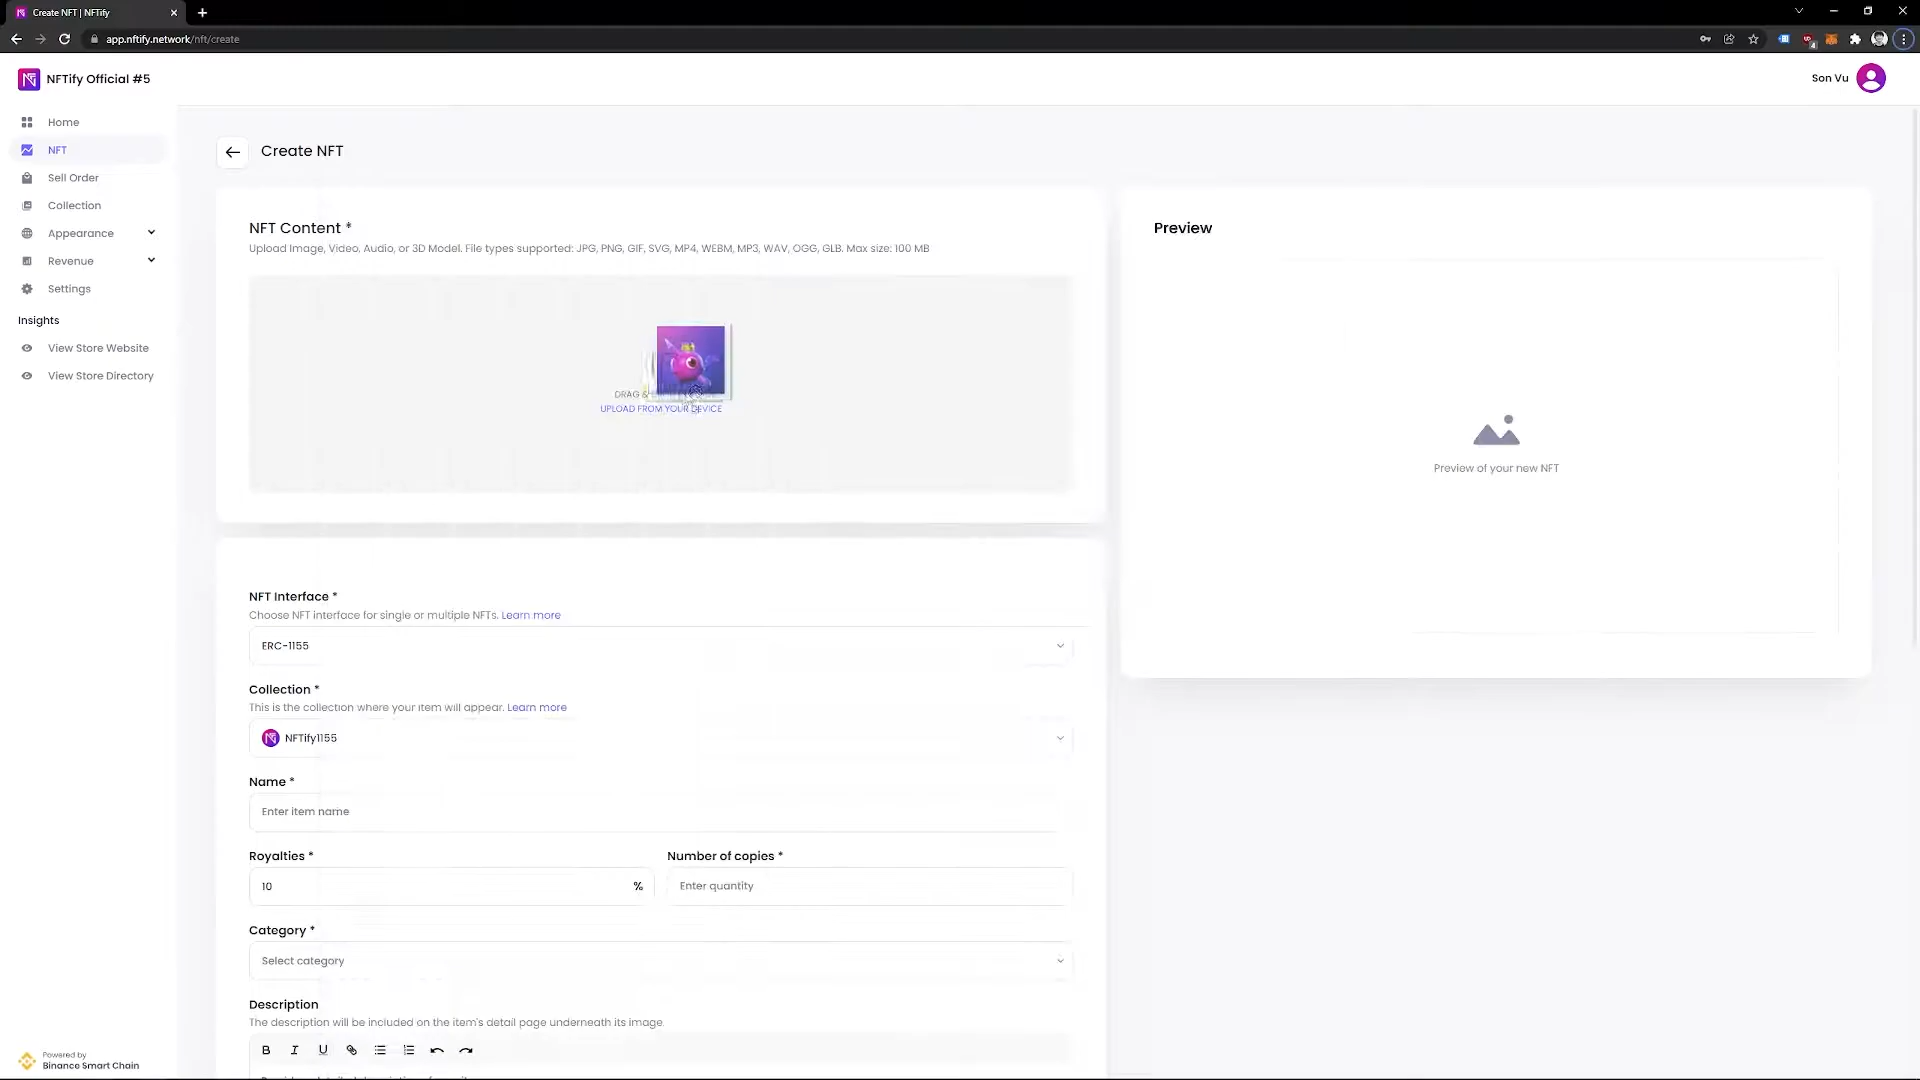 Create NFT | NFTify
app.nftify.network/nft/create
NFTify Official #5
Son Vu
Home
NFT
Sell Order
Collection
Appearance
Revenue
Settings
Insights
View Store Website
View Store Directory
Powered by
Binance Smart Chain
Create NFT
NFT Content *
Upload Image, Video, Audio, or 3D Model. File types supported: JPG, PNG, GIF, SVG, MP4, WEBM, MP3, WAV, OGG, GLB. Max size: 100 MB
DRAG &
UPLOAD FROM YOUR DEVICE
NFT Interface *
Choose NFT interface for single or multiple NFTs. Learn more
ERC-1155
Collection *
This is the collection where your item will appear. Learn more
NFTify1155
Name *
Enter item name
Royalties *
Number of copies *
10 %
Enter quantity
Category *
Select category
Description
The description will be included on the item's detail page underneath its image.
B I U
Preview
Preview of your new NFT